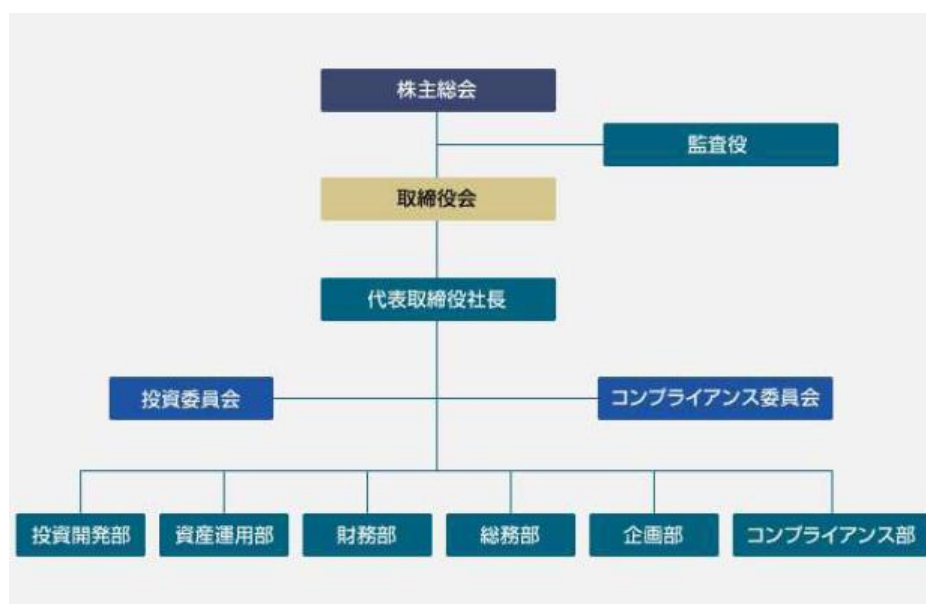 株主総会
監査役
取締役会
代表取締役社長
投資委員会
コンプライアンス委員会
投資開発部
資産運用部
財務部
総務部
企画部
コンプライアンス部